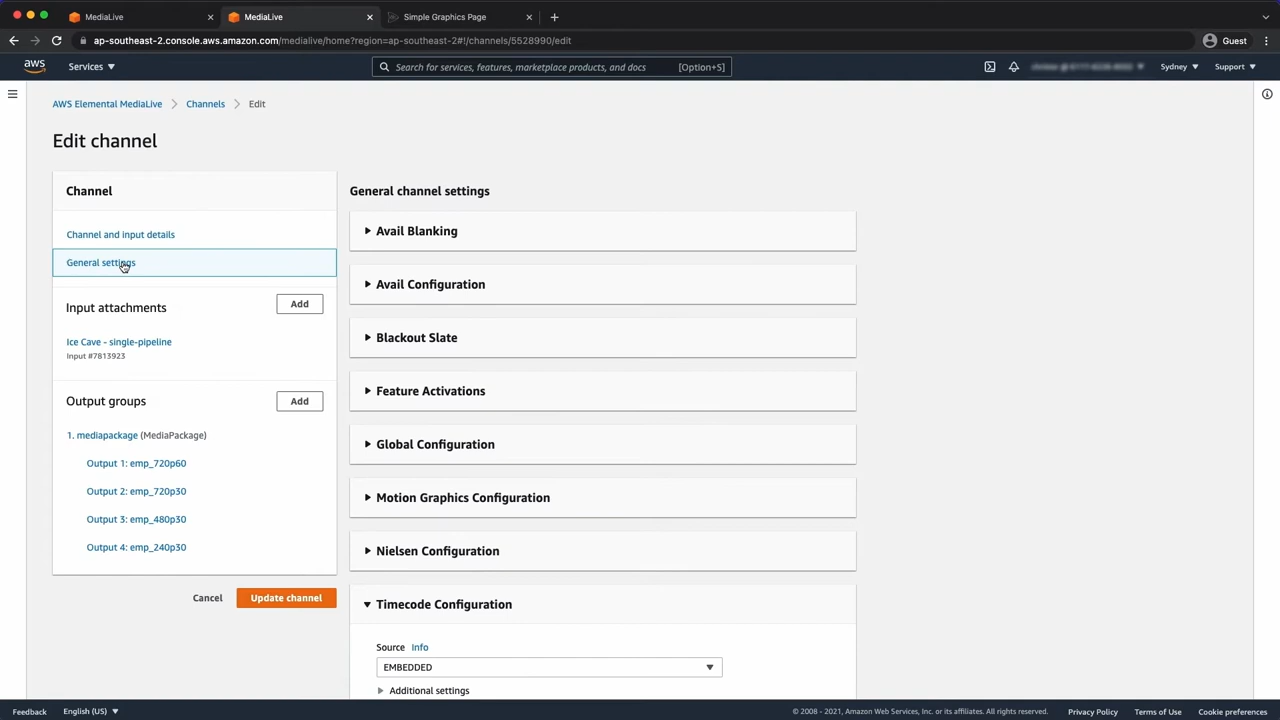 MediaLive
MediaLive
Simple Graphics Page
ap-southeast-2.console.aws.amazon.com/medialive/home?region=ap-southeast-2#!/channels/5528990/edit
Guest
aws
Services
Search for services, features, marketplace products, and docs
[Option+S]
Sydney
Support
AWS Elemental MediaLive
Channels
Edit
Edit channel
Channel
Channel and input details
General settings
Input attachments
Add
Ice Cave - single-pipeline
Input #7813923
Output groups
Add
1. mediapackage (MediaPackage)
Output 1: emp_720p60
Output 2: emp_720p30
Output 3: emp_480p30
Output 4: emp_240p30
Cancel
Update channel
General channel settings
Avail Blanking
Avail Configuration
Blackout Slate
Feature Activations
Global Configuration
Motion Graphics Configuration
Nielsen Configuration
Timecode Configuration
Source Info
EMBEDDED
Additional settings
Feedback
English (US)
© 2008 - 2021, Amazon Web Services, Inc. or its affiliates. All rights reserved.
Privacy Policy
Terms of Use
Cookie preferences